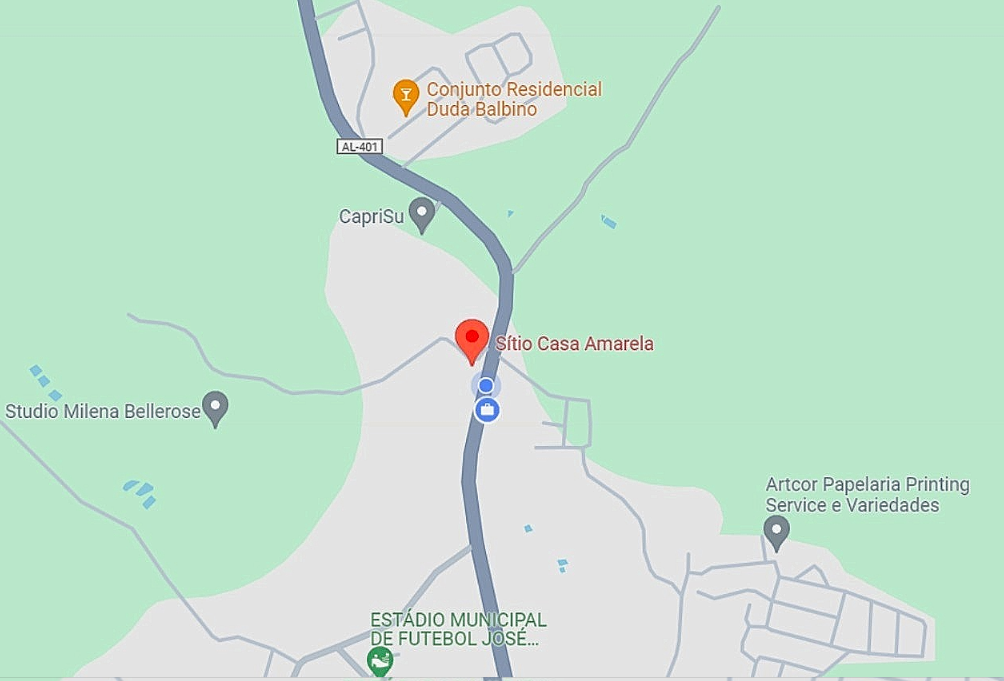 Conjunto Residencial
Duda Balbino
AL-401
CapriSu
Sítio Casa Amarela
Studio Milena Bellerose
Artcor Papelaria Printing
Service e Variedades
ESTÁDIO MUNICIPAL
DE FUTEBOL JOSÉ...